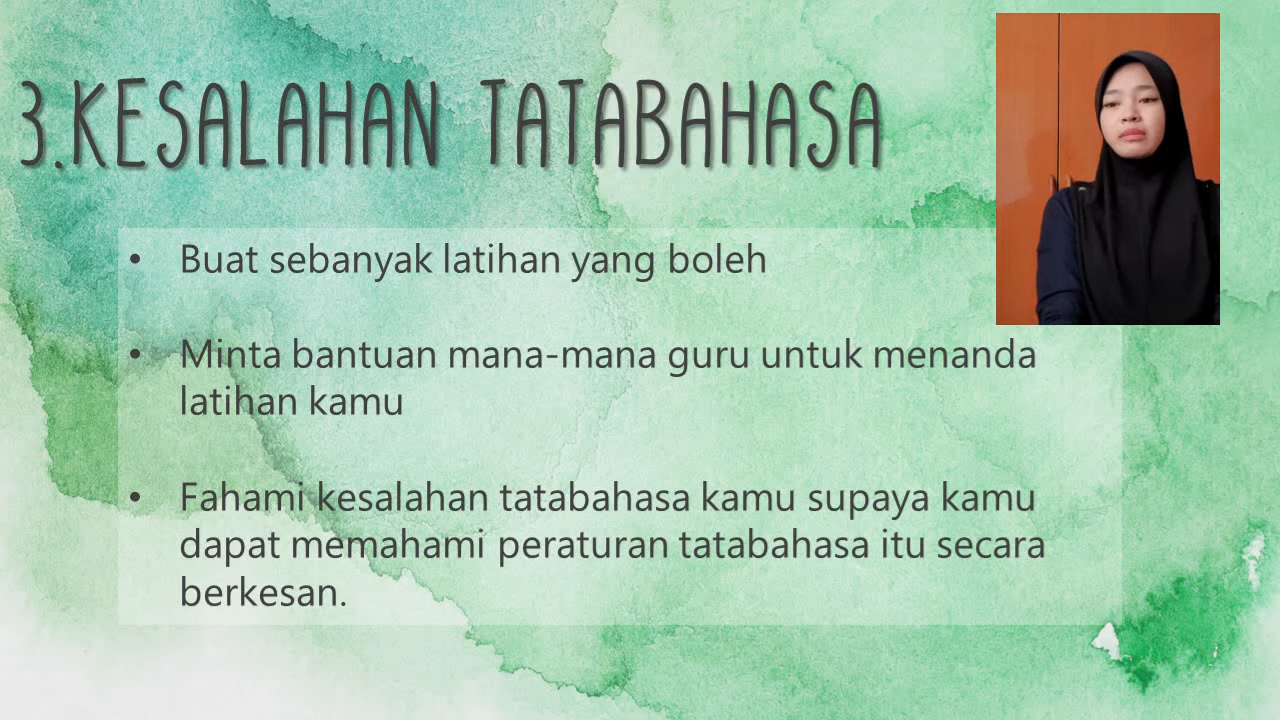 3.KESALAHAN TATABAHASA
• Buat sebanyak latihan yang boleh
• Minta bantuan mana-mana guru untuk menanda
latihan kamu
• Fahami kesalahan tatabahasa kamu supaya kamu
dapat memahami peraturan tatabahasa itu secara
berkesan.